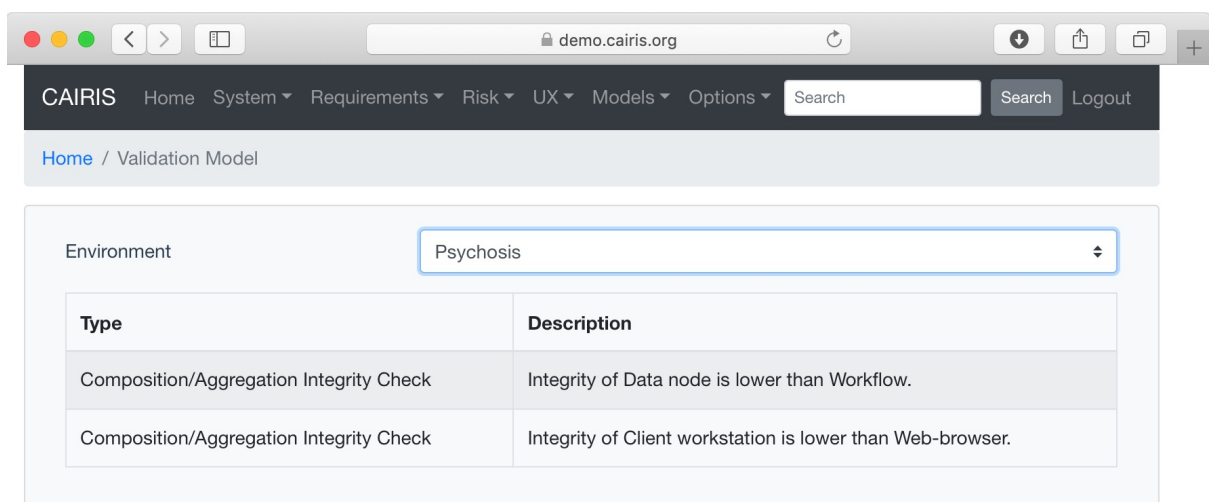 demo.cairis.org
CAIRIS Home System Requirements Risk UX Models Options Search Search Logout
Home / Validation Model
Environment Psychosis
Type Description
Composition/Aggregation Integrity Check Integrity of Data node is lower than Workflow.
Composition/Aggregation Integrity Check Integrity of Client workstation is lower than Web-browser.